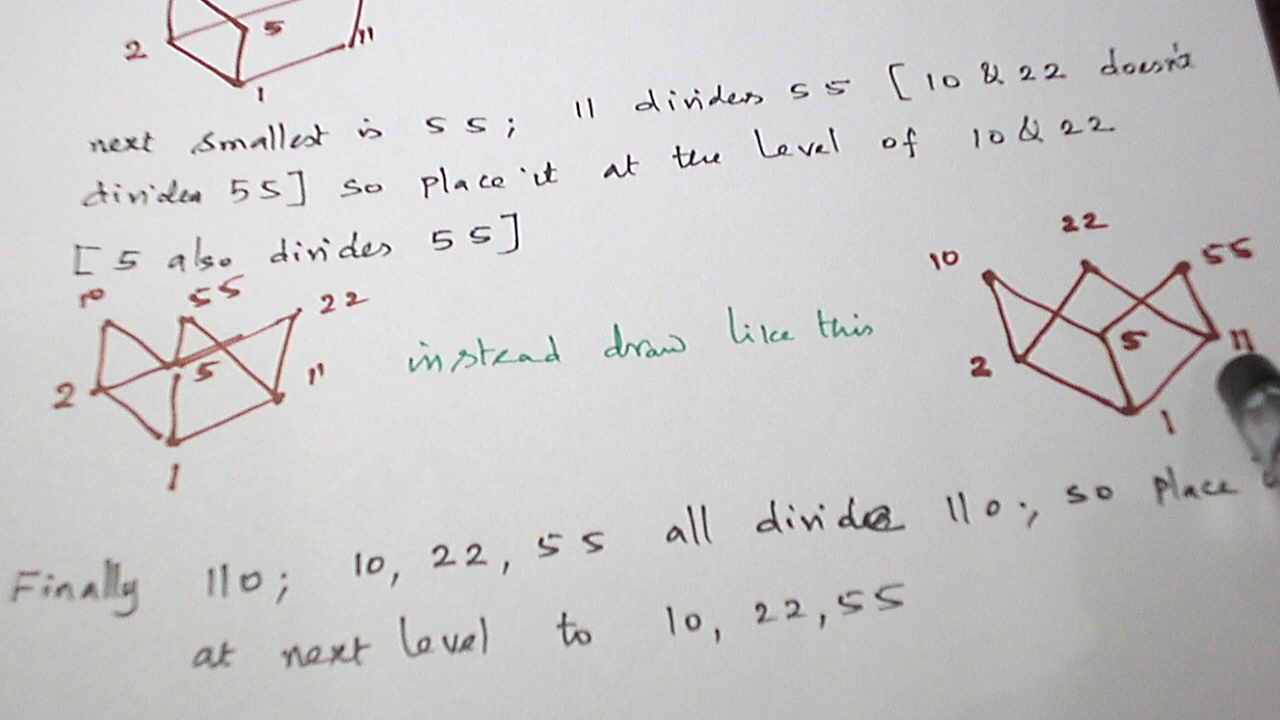 5
2
11
1
next smallest is 55; 11 divides 55 [10 & 22 doesn't
divides 55] so place it at the level of 10 & 22
[5 also divides 55]
10 55 22
2 5 11
1
instead draw like this
10 22 55
2 5 11
1
Finally 110; 10, 22, 55 all divide 110; so place
at next level to 10, 22, 55